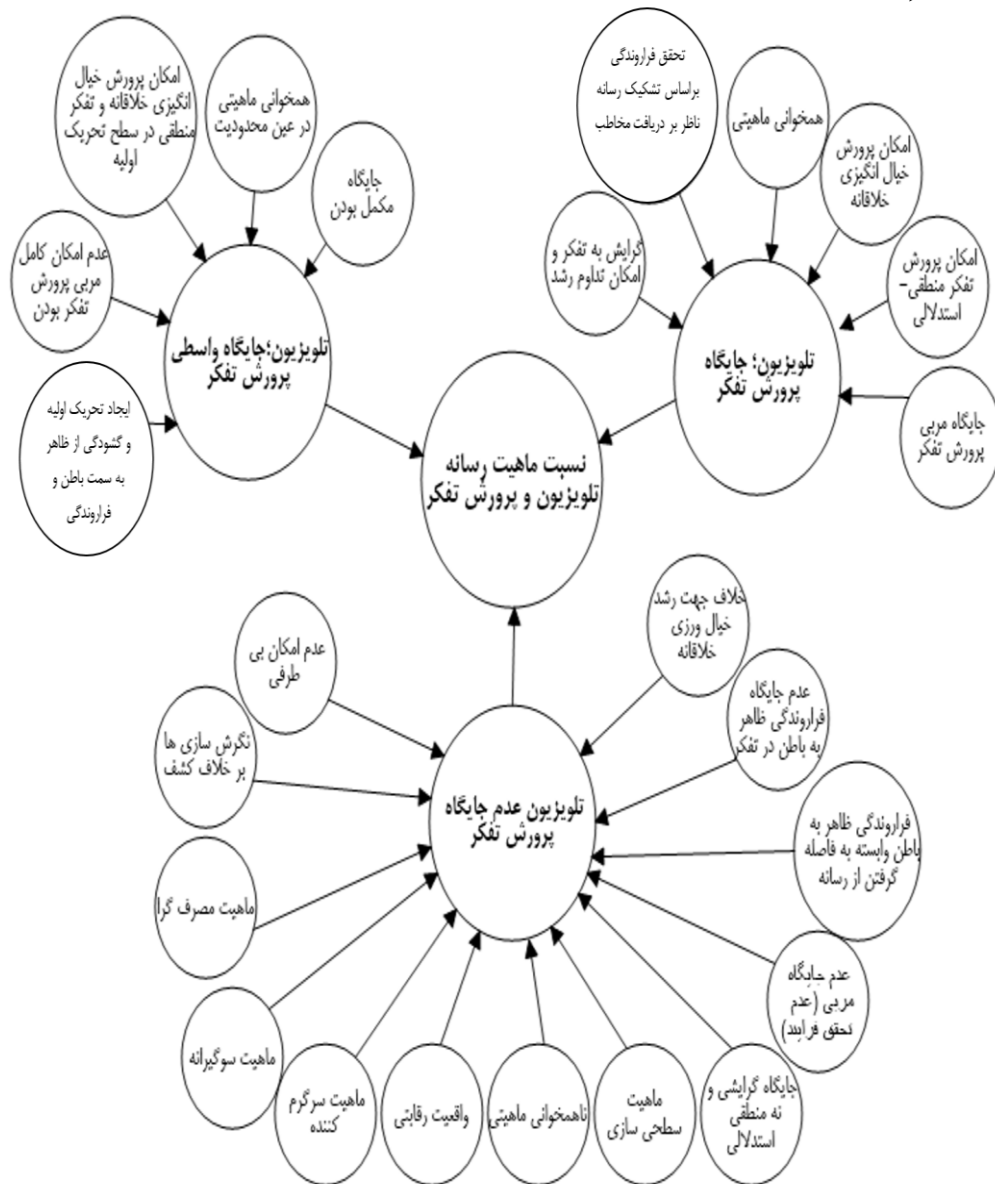 تحقق فراروندگی
براساس تشکیک رسانه
ناظر بر دریافت مخاطب
همخوانی ماهیتی
امکان پرورش
خیال انگیزی
خلاقانه
امکان پرورش
تفکر منطقی-
استدلالی
جایگاه مربی
پرورش تفکر
گرایش به تفکر و
امکان تداوم رشد
تلویزیون؛ جایگاه
پرورش تفکر
امکان پرورش خیال
انگیزی خلاقانه و تفکر
منطقی در سطح تحریک
اولیه
همخوانی ماهیتی
در عین محدودیت
جایگاه
مکمل بودن
عدم امکان کامل
مربی پرورش
تفکر بودن
ایجاد تحریک اولیه
و گشودگی از ظاهر
به سمت باطن و
فراروندگی
تلویزیون؛جایگاه واسطی
پرورش تفکر
نسبت ماهیت رسانه
تلویزیون و پرورش تفکر
خلاف جهت رشد
خیال ورزی
خلاقانه
عدم جایگاه
فراروندگی ظاهر
به باطن در تفکر
فراروندگی ظاهر به
باطن وابسته به فاصله
گرفتن از رسانه
عدم جایگاه
مربی (عدم
تحقق فرایند)
جایگاه گرایشی و
نه منطقی
استدلالی
ماهیت
سطحی سازی
ناهمخوانی ماهیتی
واقعیت رقابتی
ماهیت سرگرم
کننده
ماهیت سوگیرانه
ماهیت مصرف گرا
نگرش سازی ها
بر خلاف کشف
عدم امکان بی
طرفی
تلویزیون عدم جایگاه
پرورش تفکر